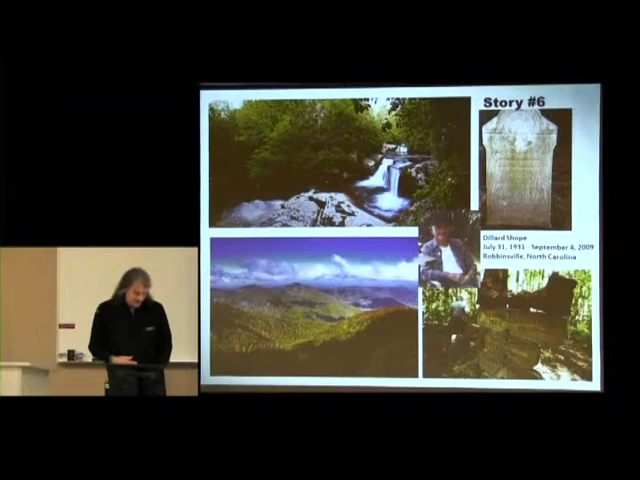 Story #6
Dillard Shope
July 31, 1931 - September 4, 2009
Robbinsville, North Carolina